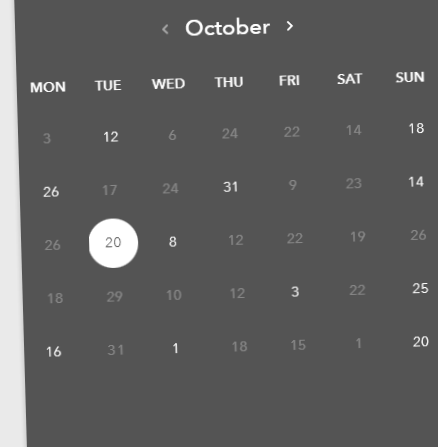 ‹ October ›
MON TUE WED THU FRI SAT SUN
3 12 6 24 22 14 18
26 17 24 31 9 23 14
26 20 8 12 22 19 26
18 29 10 12 3 22 25
16 31 1 18 15 1 20